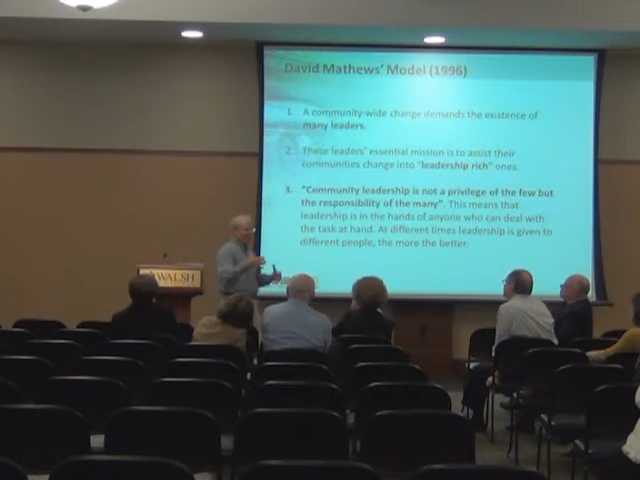 David Mathews' Model (1996)
1. A community-wide change demands the existence of
many leaders.
2. These leaders' essential mission is to assist their
communities change into "leadership rich" ones.
3. "Community leadership is not a privilege of the few but
the responsibility of the many". This means that
leadership is in the hands of anyone who can deal with
the task at hand. At different times leadership is given to
different people, the more the better.
WALSH